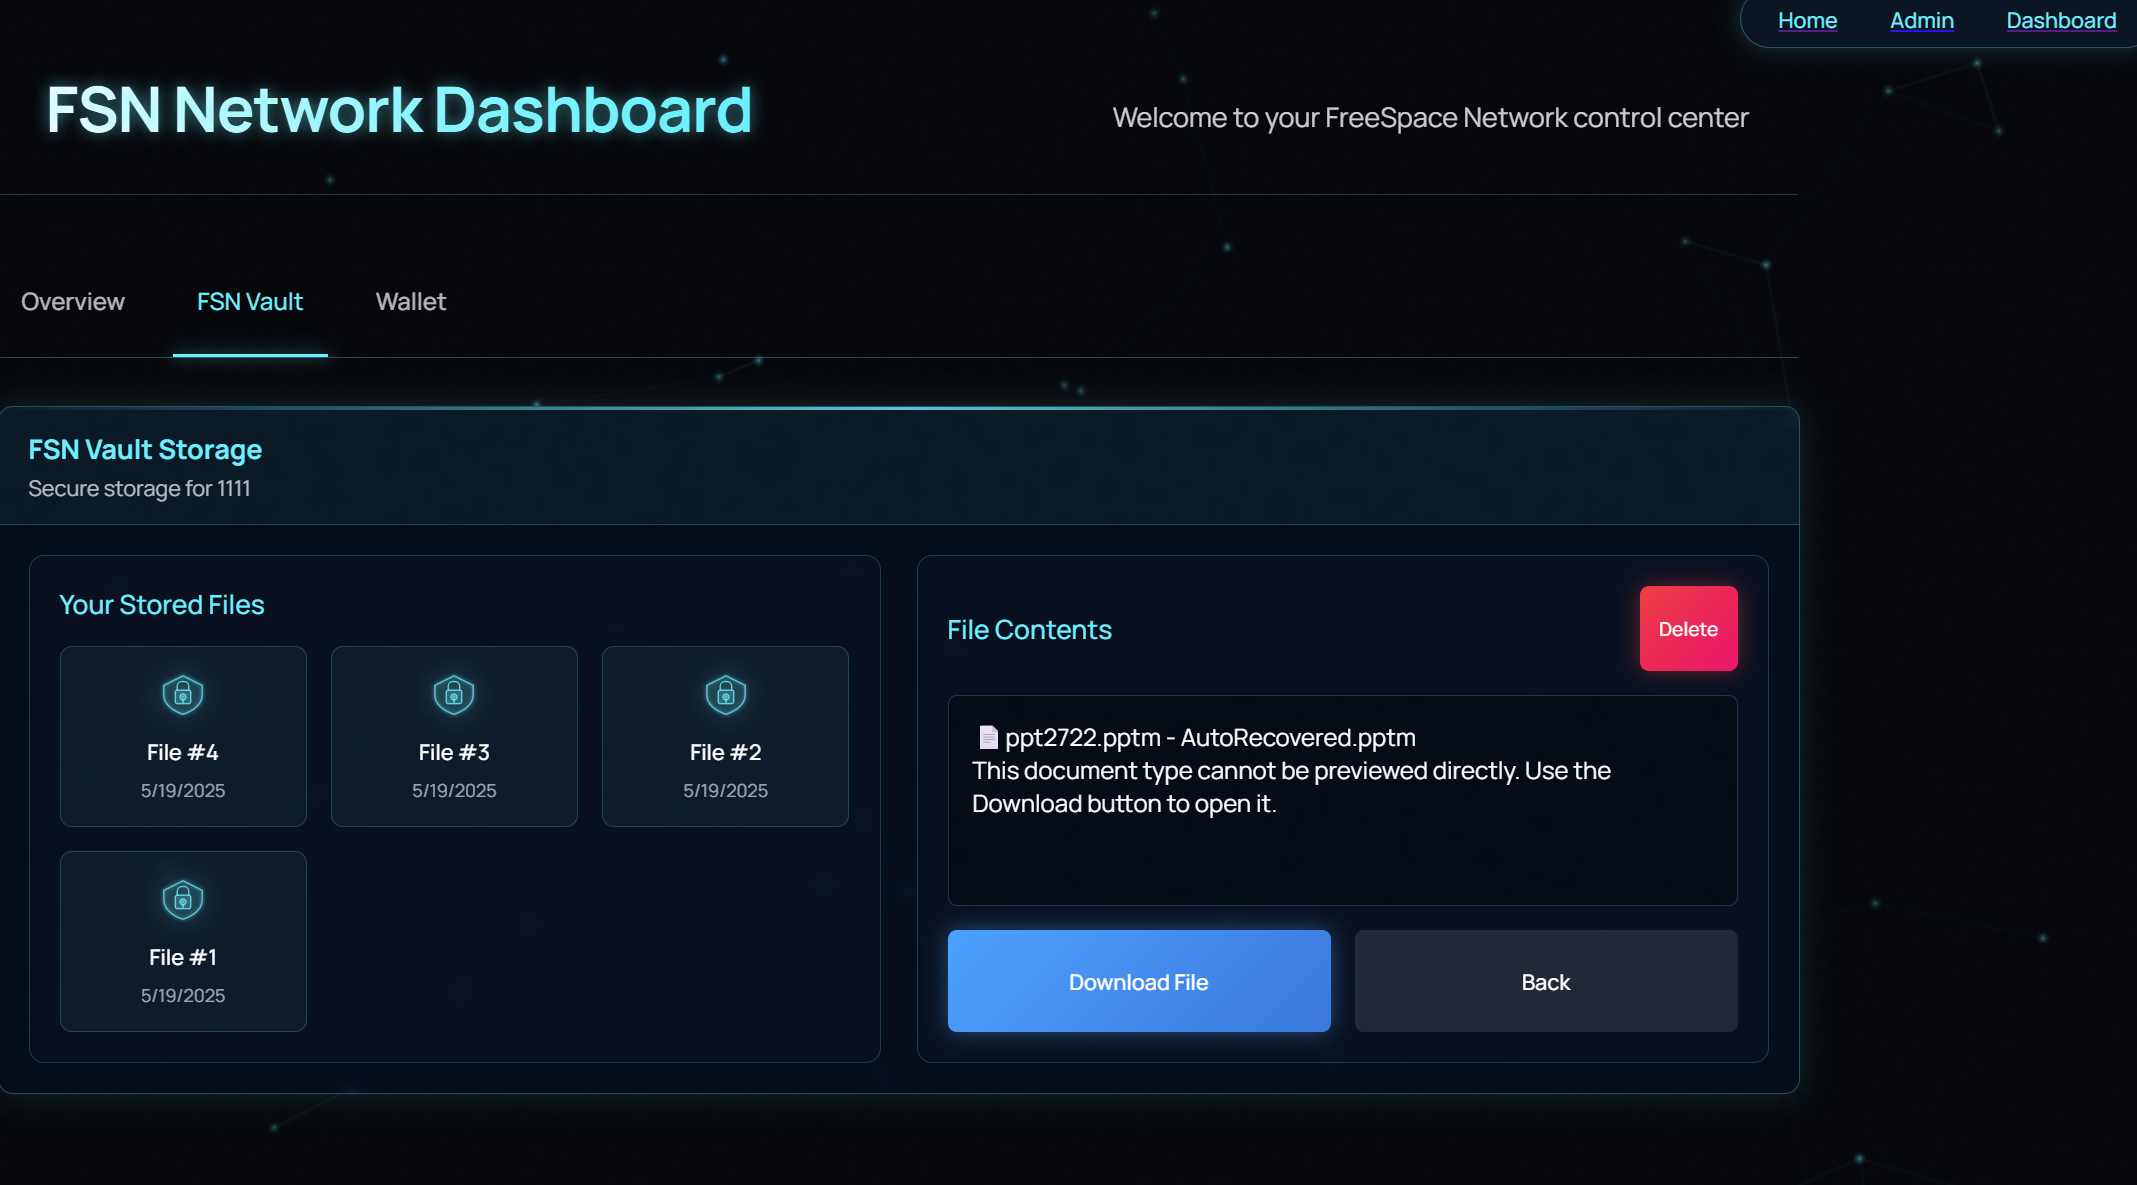 Home Admin Dashboard
FSN Network Dashboard
Welcome to your FreeSpace Network control center
Overview FSN Vault Wallet
FSN Vault Storage
Secure storage for 1111
Your Stored Files
File #4
5/19/2025
File #3
5/19/2025
File #2
5/19/2025
File #1
5/19/2025
File Contents
Delete
ppt2722.pptm - AutoRecovered.pptm
This document type cannot be previewed directly. Use the
Download button to open it.
Download File
Back